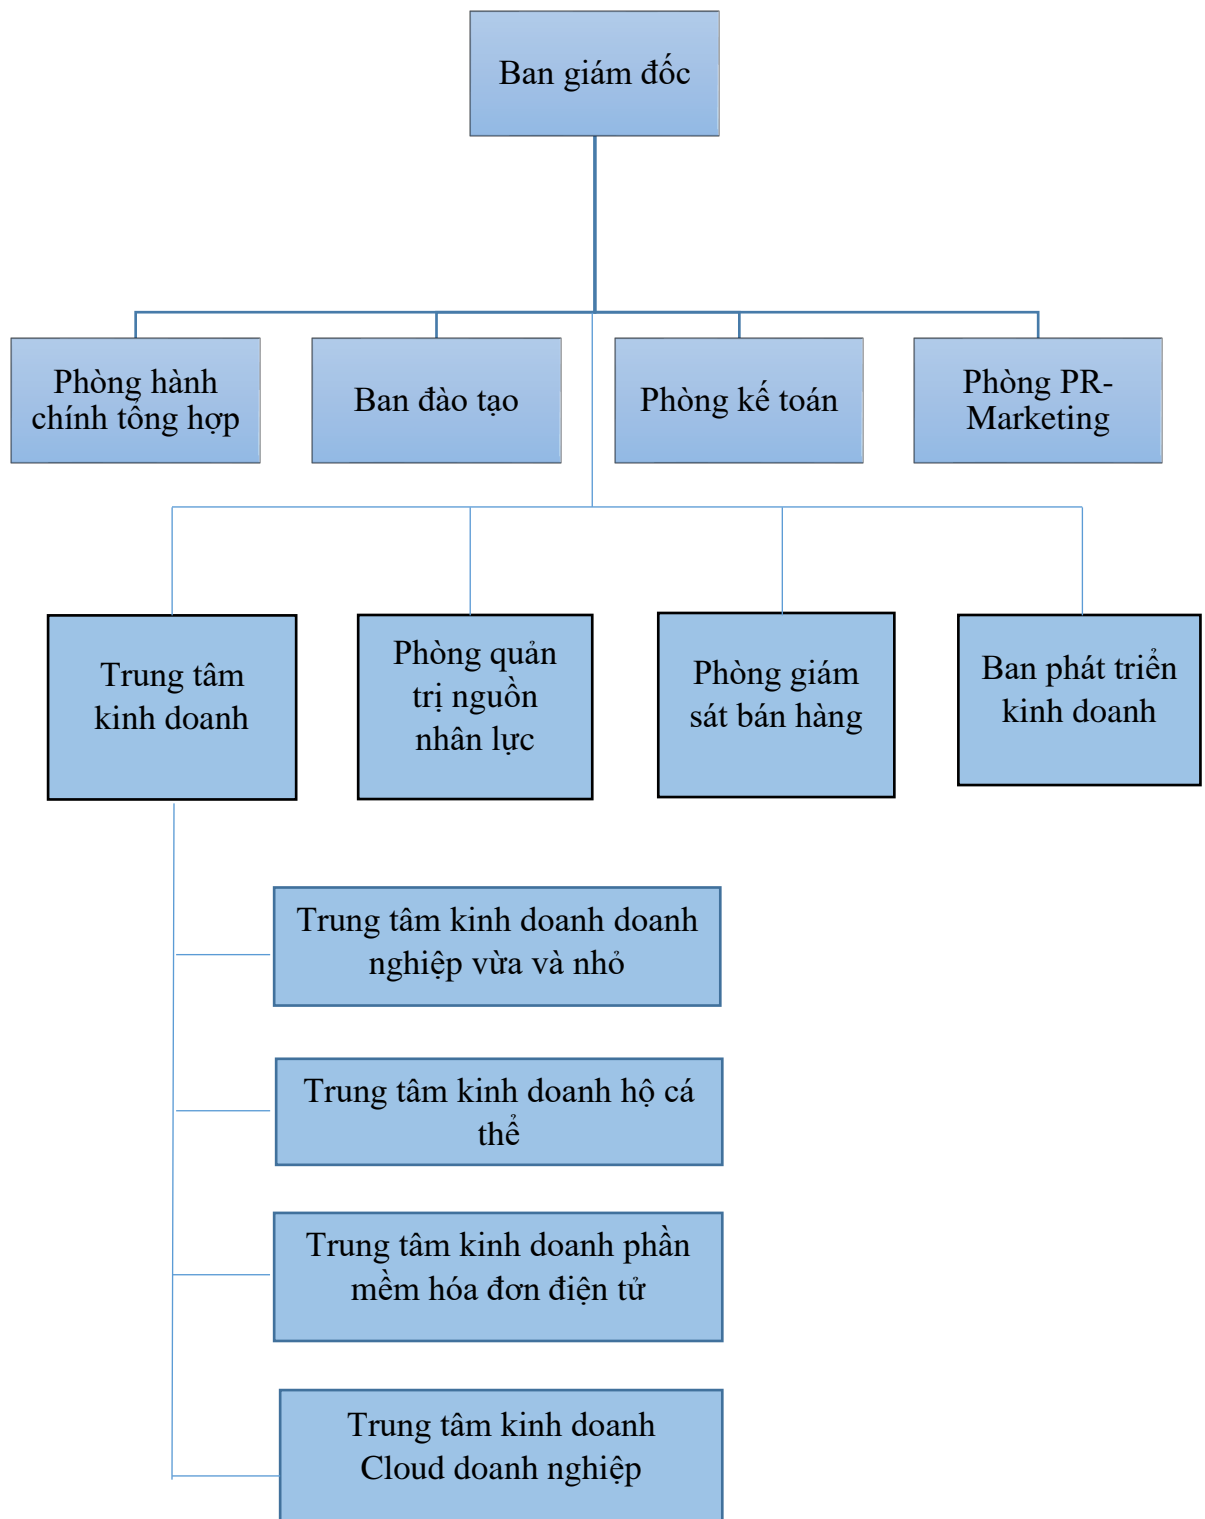 Ban giám đốc
Phòng hành
chính tổng hợp
Ban đào tạo
Phòng kế toán
Phòng PR-
Marketing
Trung tâm
kinh doanh
Phòng quản
trị nguồn
nhân lực
Phòng giám
sát bán hàng
Ban phát triển
kinh doanh
Trung tâm kinh doanh doanh
nghiệp vừa và nhỏ
Trung tâm kinh doanh hộ cá
thể
Trung tâm kinh doanh phần
mềm hóa đơn điện tử
Trung tâm kinh doanh
Cloud doanh nghiệp